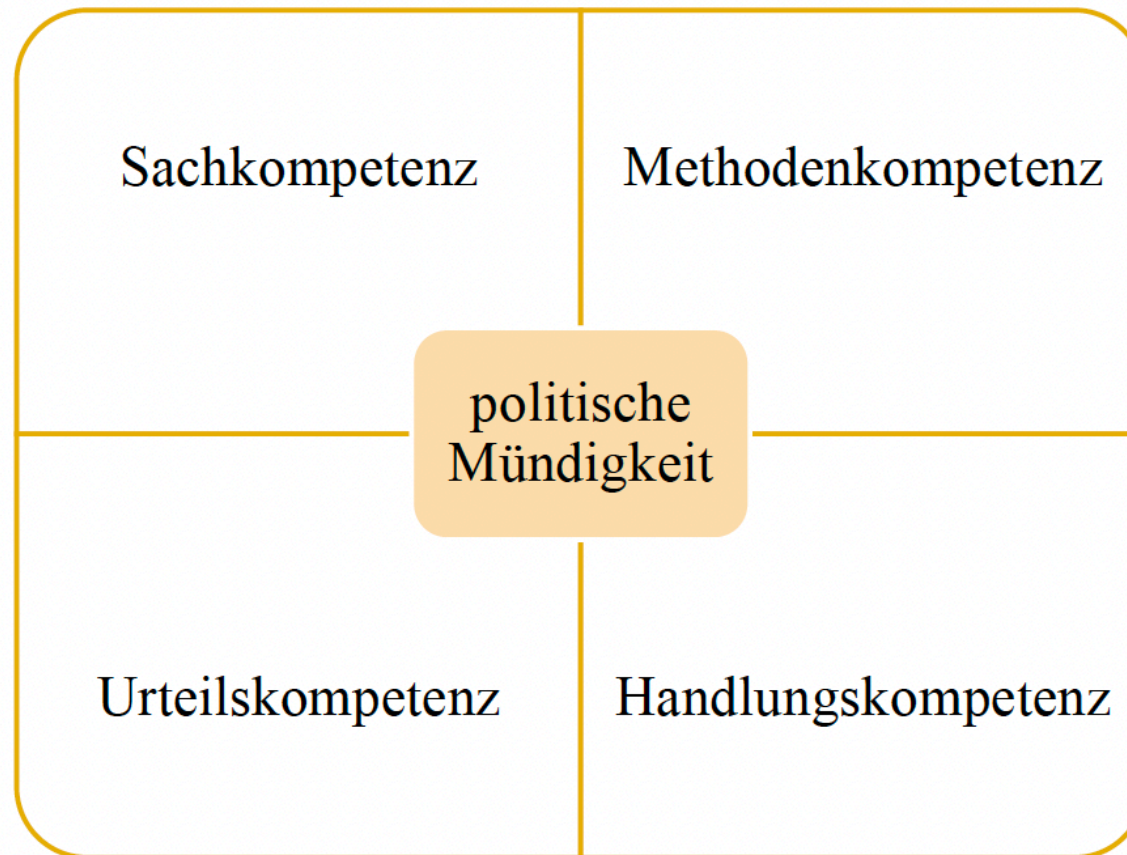 Sachkompetenz
Methodenkompetenz
politische
Mündigkeit
Urteilskompetenz
Handlungskompetenz